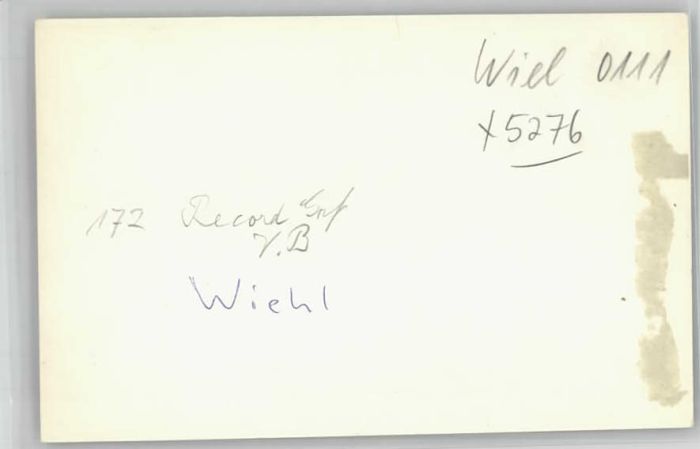 Wiel 0111
x5276
172 Record
V.B
Wiehl